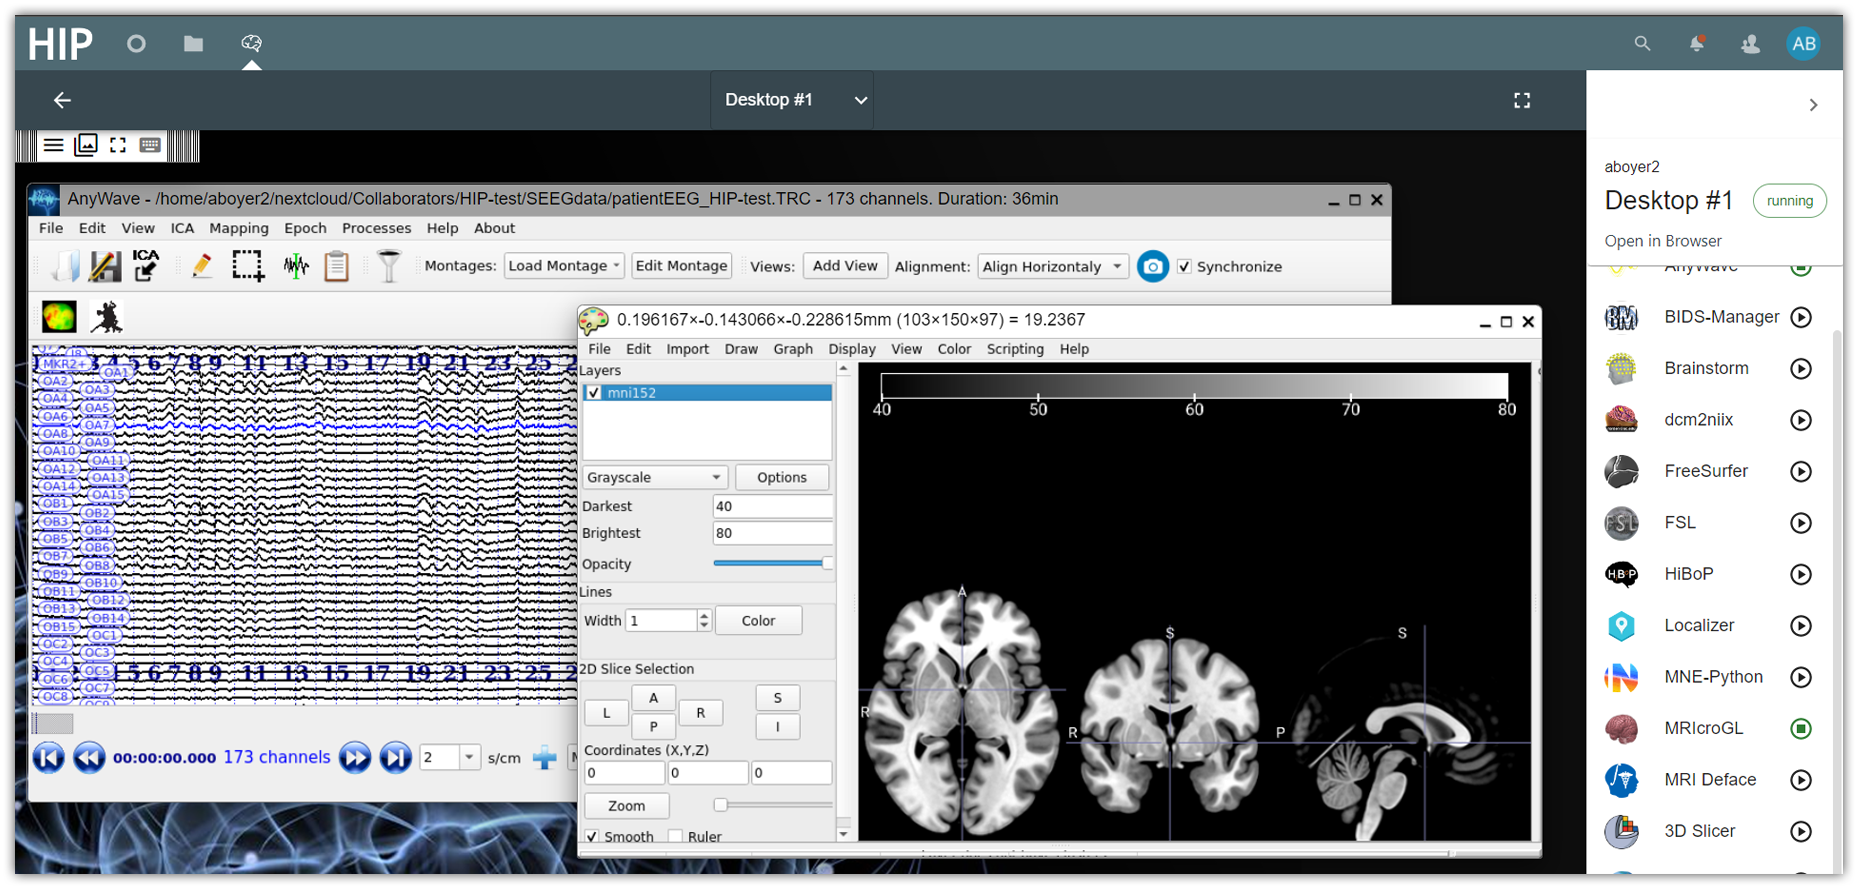 HIP
AB
Desktop #1
aboyer2
Desktop #1
running
Open in Browser
AnyWave - /home/aboyer2/nextcloud/Collaborators/HIP-test/SEEGdata/patientEEG_HIP-test.TRC - 173 channels. Duration: 36min
File Edit View ICA Mapping Epoch Processes Help About
ICA
Montages: Load Montage Edit Montage Views: Add View Alignment: Align Horizontaly Synchronize
MKR2+
OA1
OA2
OA3
OA4
OA5
OA6
OA7
OA8
OA9
OA10
OA11
OA12
OA13
OA14
OA15
OB1
OB2
OB3
OB4
OB5
OB6
OB7
OB8
OB9
OB10
OB11
OB12
OB13
OB14
OB15
OC1
OC2
OC3
OC4
OC5
OC6
OC7
OC8
5 6 7 8 9 11 13 15 17 19 21 23 25
5 6 7 8 9 11 13 15 17 19 21 23 25
00:00:00.000 173 channels 2 s/cm
0.196167×-0.143066×-0.228615mm (103×150×97) = 19.2367
File Edit Import Draw Graph Display View Color Scripting Help
Layers
mni152
Grayscale Options
Darkest 40
Brightest 80
Opacity
Lines
Width 1 Color
2D Slice Selection
A S
L R
P I
Coordinates (X,Y,Z)
0 0 0
Zoom
Smooth Ruler
40 50 60 70 80
A
S S
R R P
AnyWave
BIDS-Manager
Brainstorm
dcm2niix
FreeSurfer
FSL
HiBoP
Localizer
MNE-Python
MRIcroGL
MRI Deface
3D Slicer